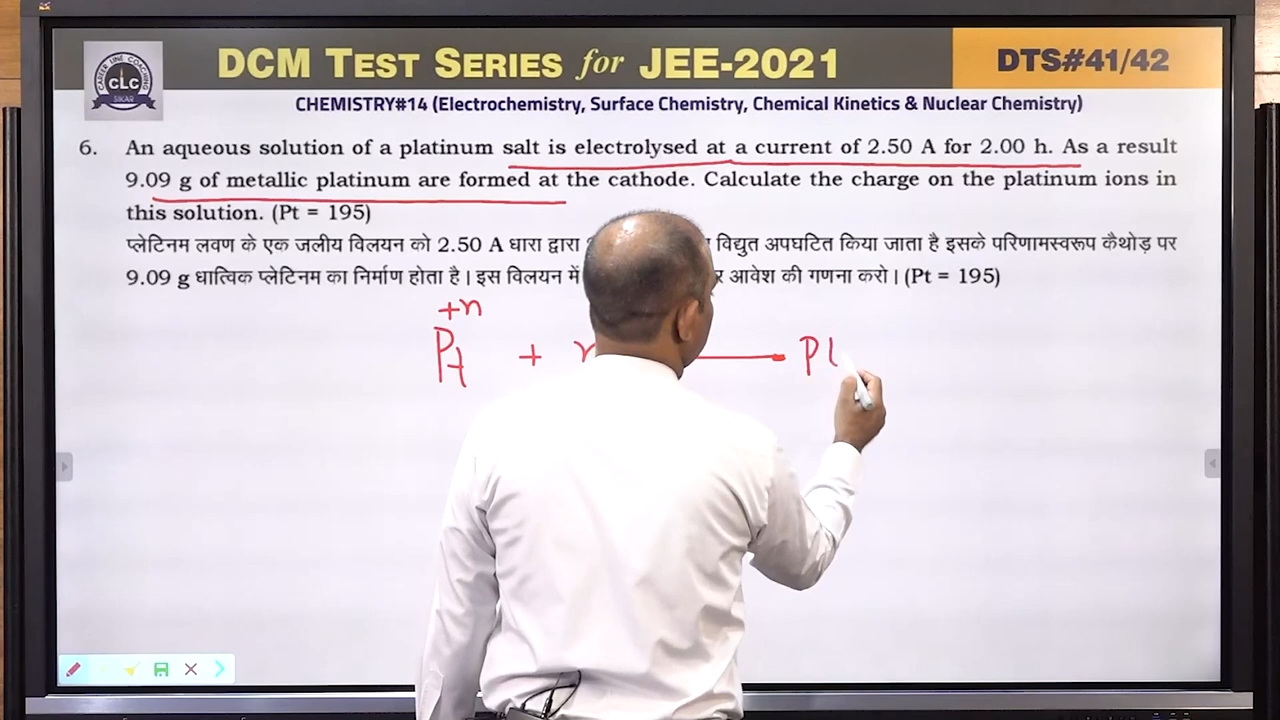 CAREER LINE COACHING
CLC
SIKAR
DCM TEST SERIES for JEE-2021
DTS#41/42
CHEMISTRY#14 (Electrochemistry, Surface Chemistry, Chemical Kinetics & Nuclear Chemistry)
6. An aqueous solution of a platinum salt is electrolysed at a current of 2.50 A for 2.00 h. As a result
9.09 g of metallic platinum are formed at the cathode. Calculate the charge on the platinum ions in
this solution. (Pt = 195)
प्लेटिनम लवण के एक जलीय विलयन को 2.50 A धारा द्वारा विद्युत अपघटित किया जाता है इसके परिणामस्वरूप कैथोड़ पर
9.09 g धात्विक प्लेटिनम का निर्माण होता है। इस विलयन में आवेश की गणना करो। (Pt = 195)
+n
Pt + n